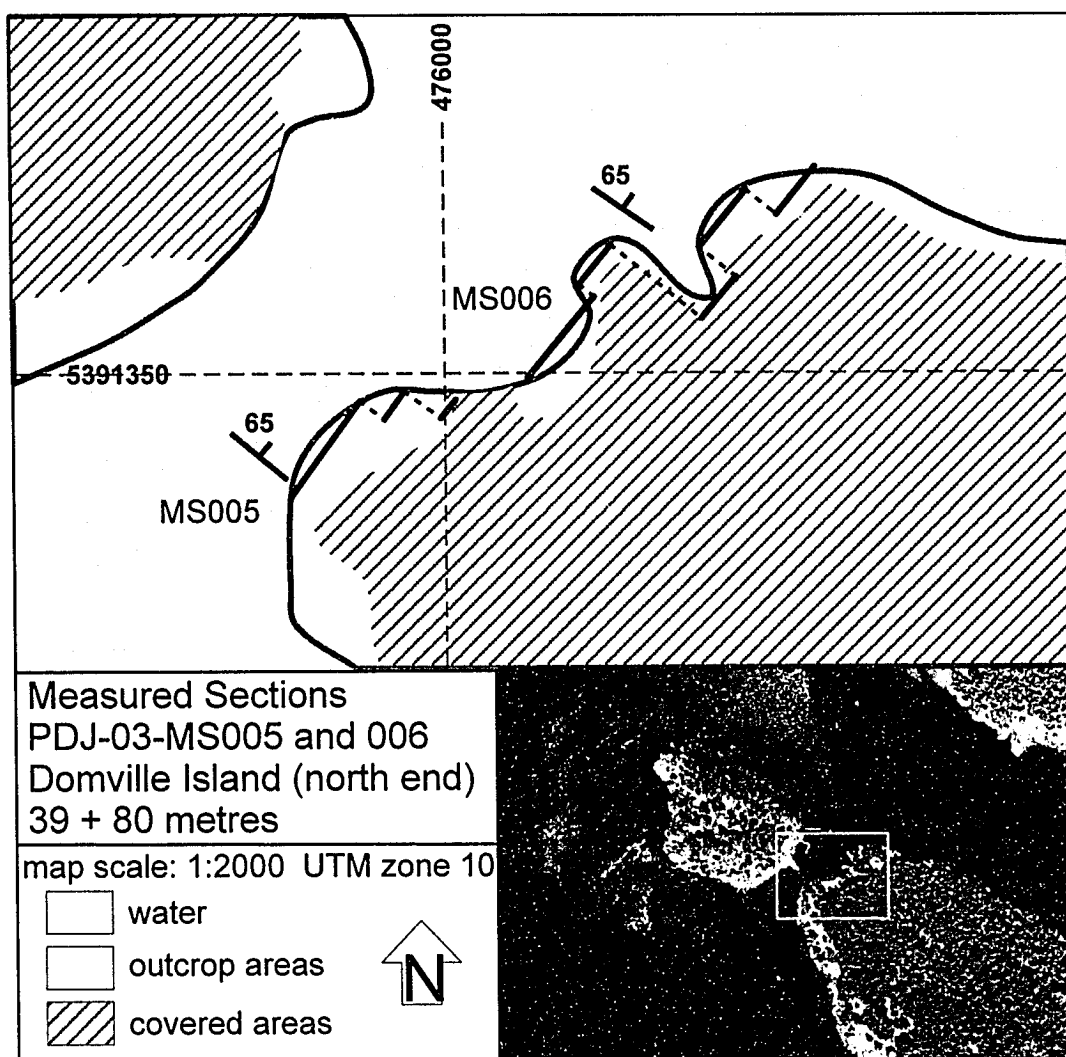 476000
65
MS006
5391350
65
MS005
Measured Sections
PDJ-03-MS005 and 006
Domville Island (north end)
39 + 80 metres
map scale: 1:2000 UTM zone 10
water
outcrop areas
covered areas
N